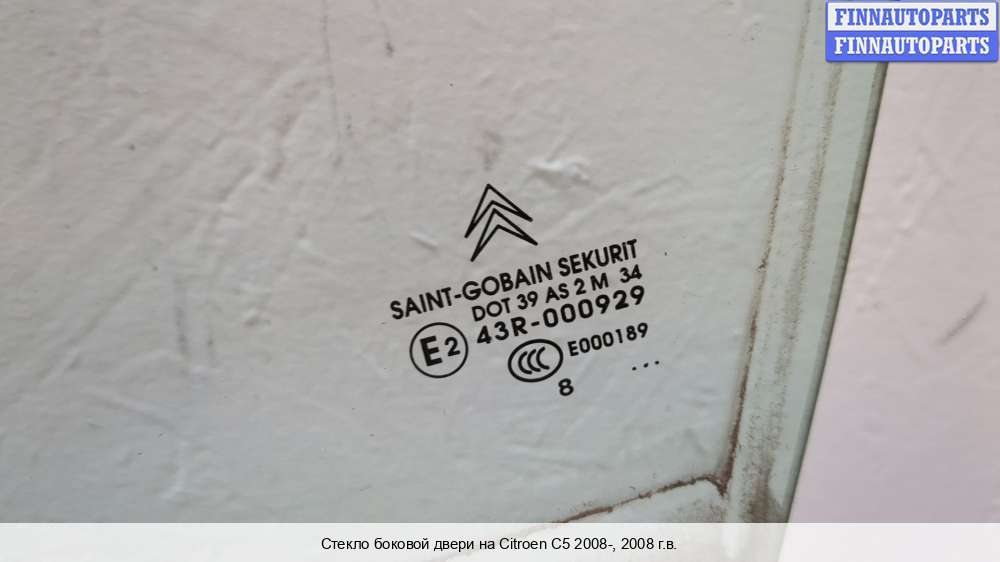 FINNAUTOPARTS
FINNAUTOPARTS
SAINT-GOBAIN SEKURIT
DOT 39 AS 2 M 34
43R-000929
E2
CCC
E000189
8 ...
Стекло боковой двери на Citroen C5 2008-, 2008 г.в.